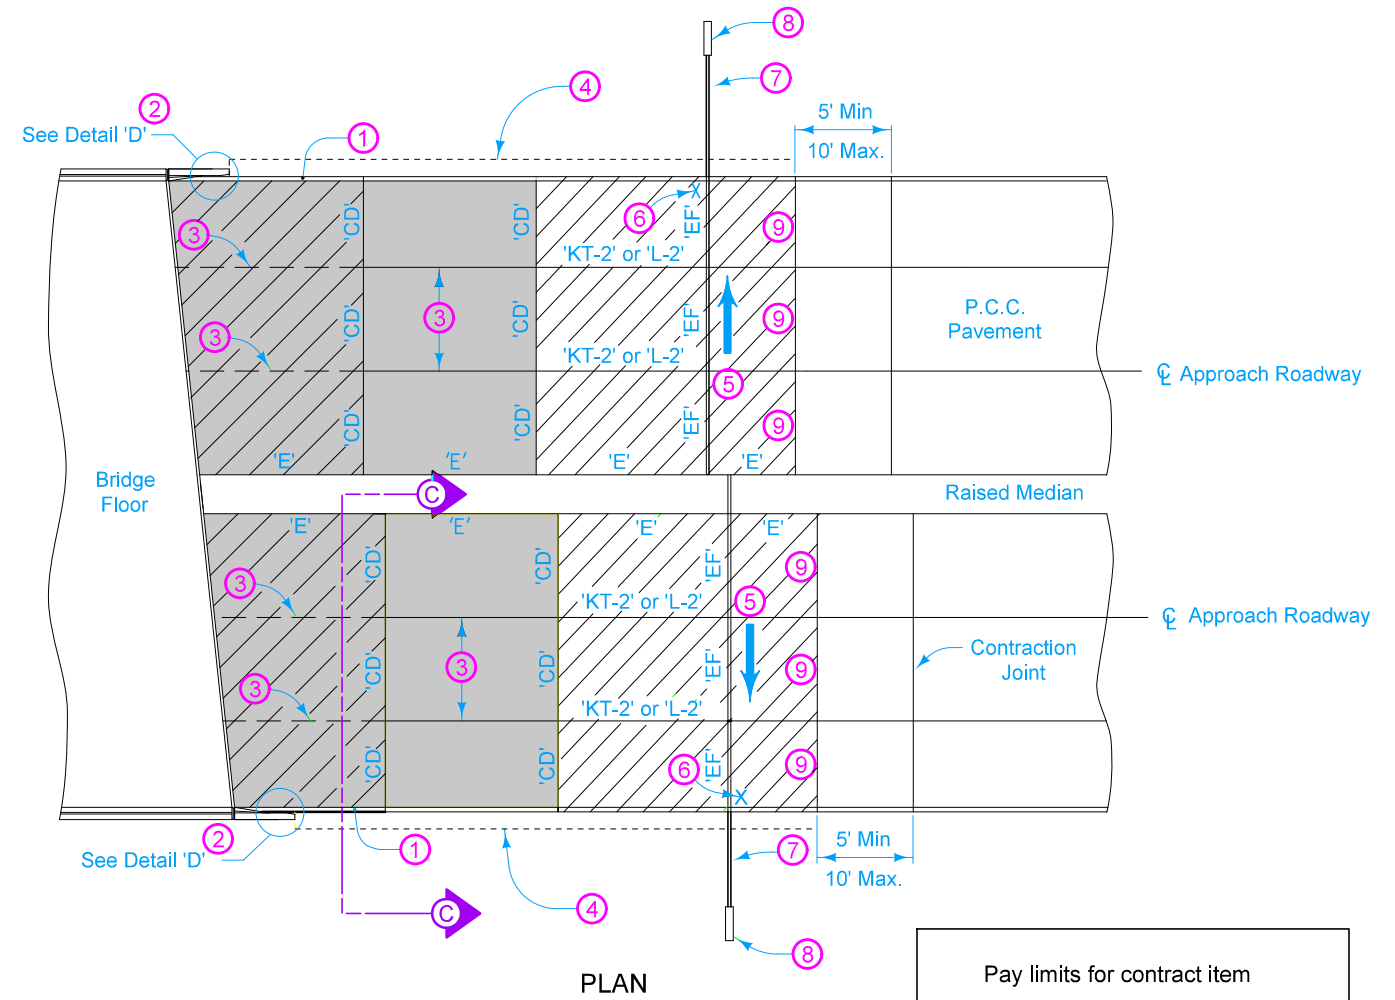 8
7
4
5' Min
10' Max.
2
See Detail 'D'
1
6
'CD'
'CD'
'EF'
9
3
'KT-2' or 'L-2'
3
'CD'
'CD'
'EF'
9
P.C.C.
Pavement
3
'KT-2' or 'L-2'
5
℄ Approach Roadway
'CD'
'CD'
'EF'
9
'E'
'E'
'E'
'E'
Bridge
Floor
C
Raised Median
'E'
'E'
'E'
'E'
'CD'
'CD'
'EF'
9
3
'KT-2' or 'L-2'
5
℄ Approach Roadway
3
'CD'
'CD'
'EF'
9
Contraction
Joint
3
'KT-2' or 'L-2'
'CD'
'CD'
6
'EF'
9
2
See Detail 'D'
1
7
5' Min
10' Max.
C
4
8
PLAN
Pay limits for contract item